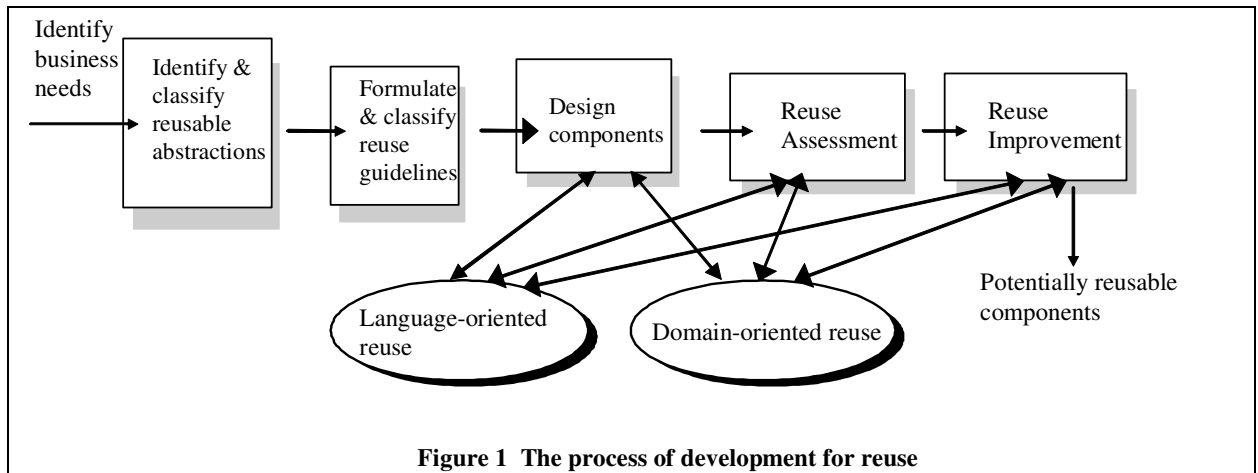 Identify
business
needs
Identify &
classify
reusable
abstractions
Formulate
& classify
reuse
guidelines
Design
components
Reuse
Assessment
Reuse
Improvement
Language-oriented
reuse
Domain-oriented reuse
Potentially reusable
components
Figure 1 The process of development for reuse